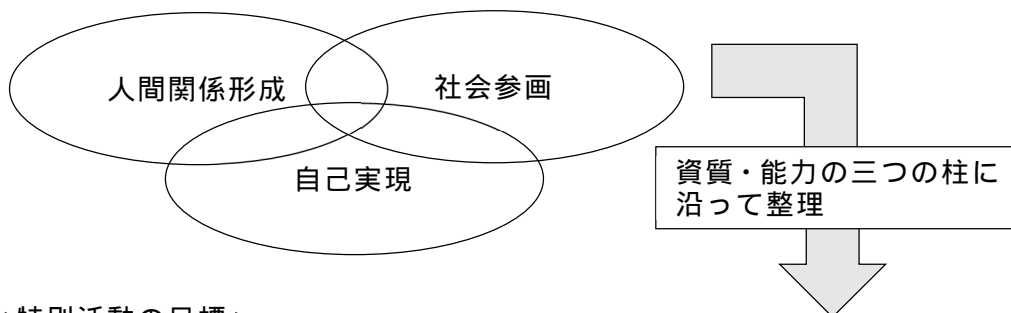 人間関係形成
社会参画
自己実現
資質・能力の三つの柱に
沿って整理
特別活動の目標